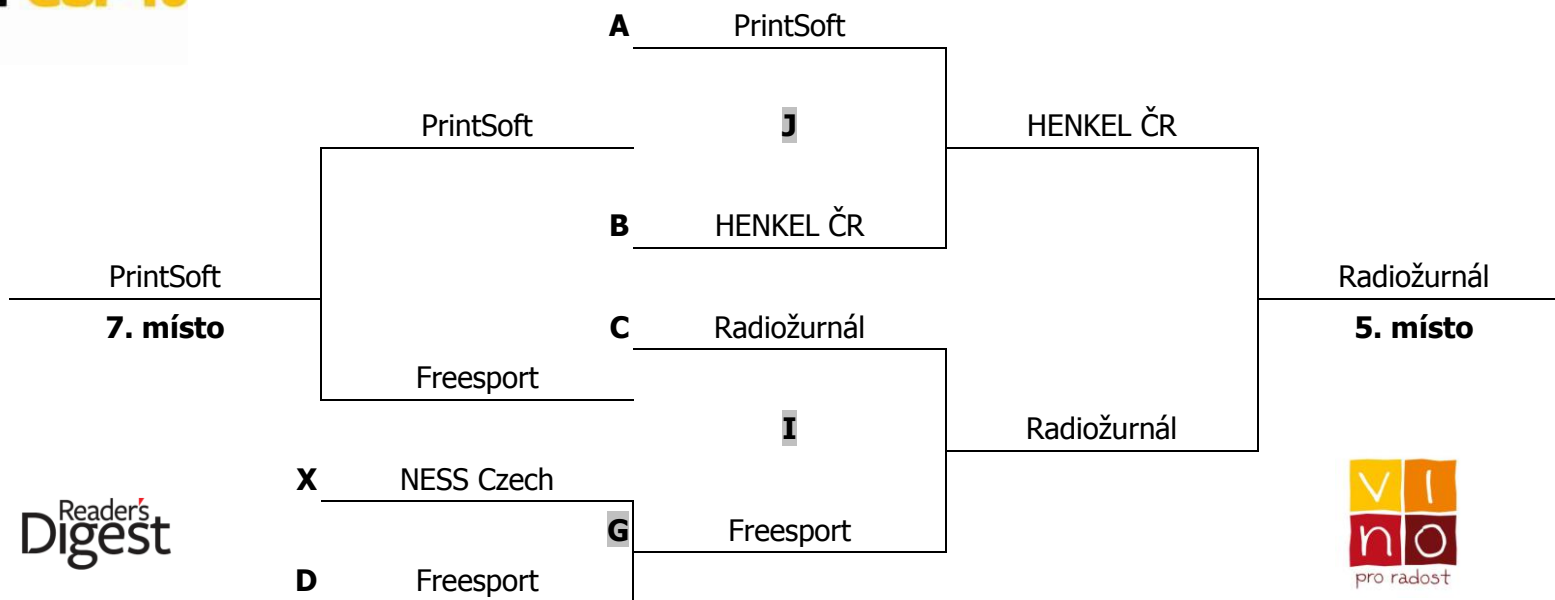 A PrintSoft
PrintSoft J HENKEL ČR
B HENKEL ČR
PrintSoft Radiožurnál
7. místo C Radiožurnál 5. místo
Freesport
I Radiožurnál
X NESS Czech
Reader's
Digest
G Freesport
D Freesport
VI
no
pro radost